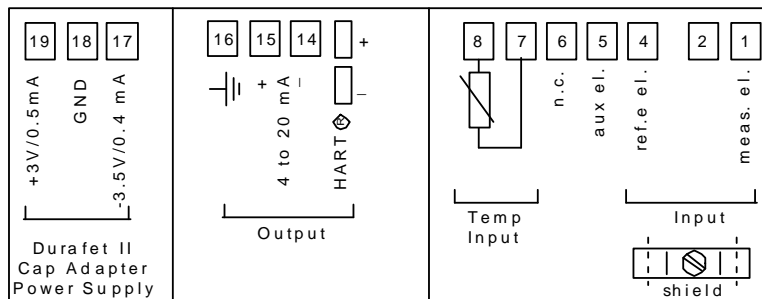 19 18 17
+3V/0.5mA
GND
-3.5V/0.4 mA
Durafet II
Cap Adapter
Power Supply
16 15 14 +
+ – –
4 to 20 mA
HART®
Output
8 7 6 5 4 2 1
n.c.
aux el.
ref.e el.
meas. el.
Temp
Input
Input
shield